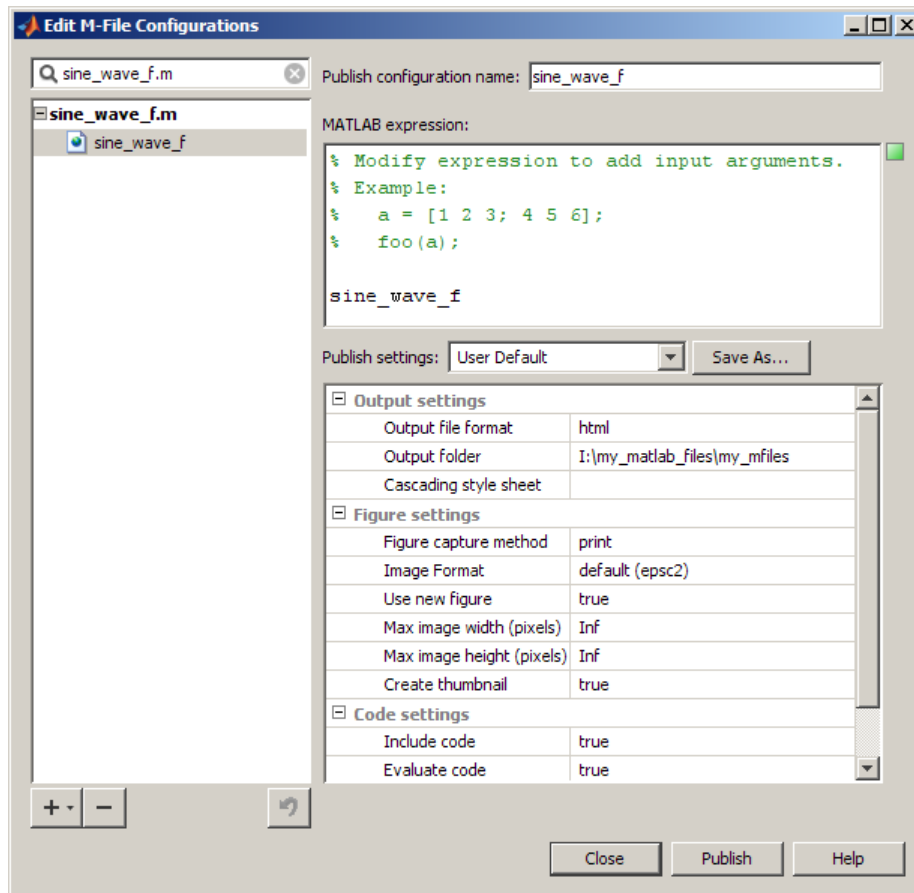 Edit M-File Configurations
sine_wave_f.m
Publish configuration name: sine_wave_f
sine_wave_f.m
sine_wave_f
MATLAB expression:
% Modify expression to add input arguments.
% Example:
%   a = [1 2 3; 4 5 6];
%   foo(a);
sine_wave_f
Publish settings: User Default Save As...
Output settings
Output file format html
Output folder I:\my_matlab_files\my_mfiles
Cascading style sheet
Figure settings
Figure capture method print
Image Format default (epsc2)
Use new figure true
Max image width (pixels) Inf
Max image height (pixels) Inf
Create thumbnail true
Code settings
Include code true
Evaluate code true
Close Publish Help